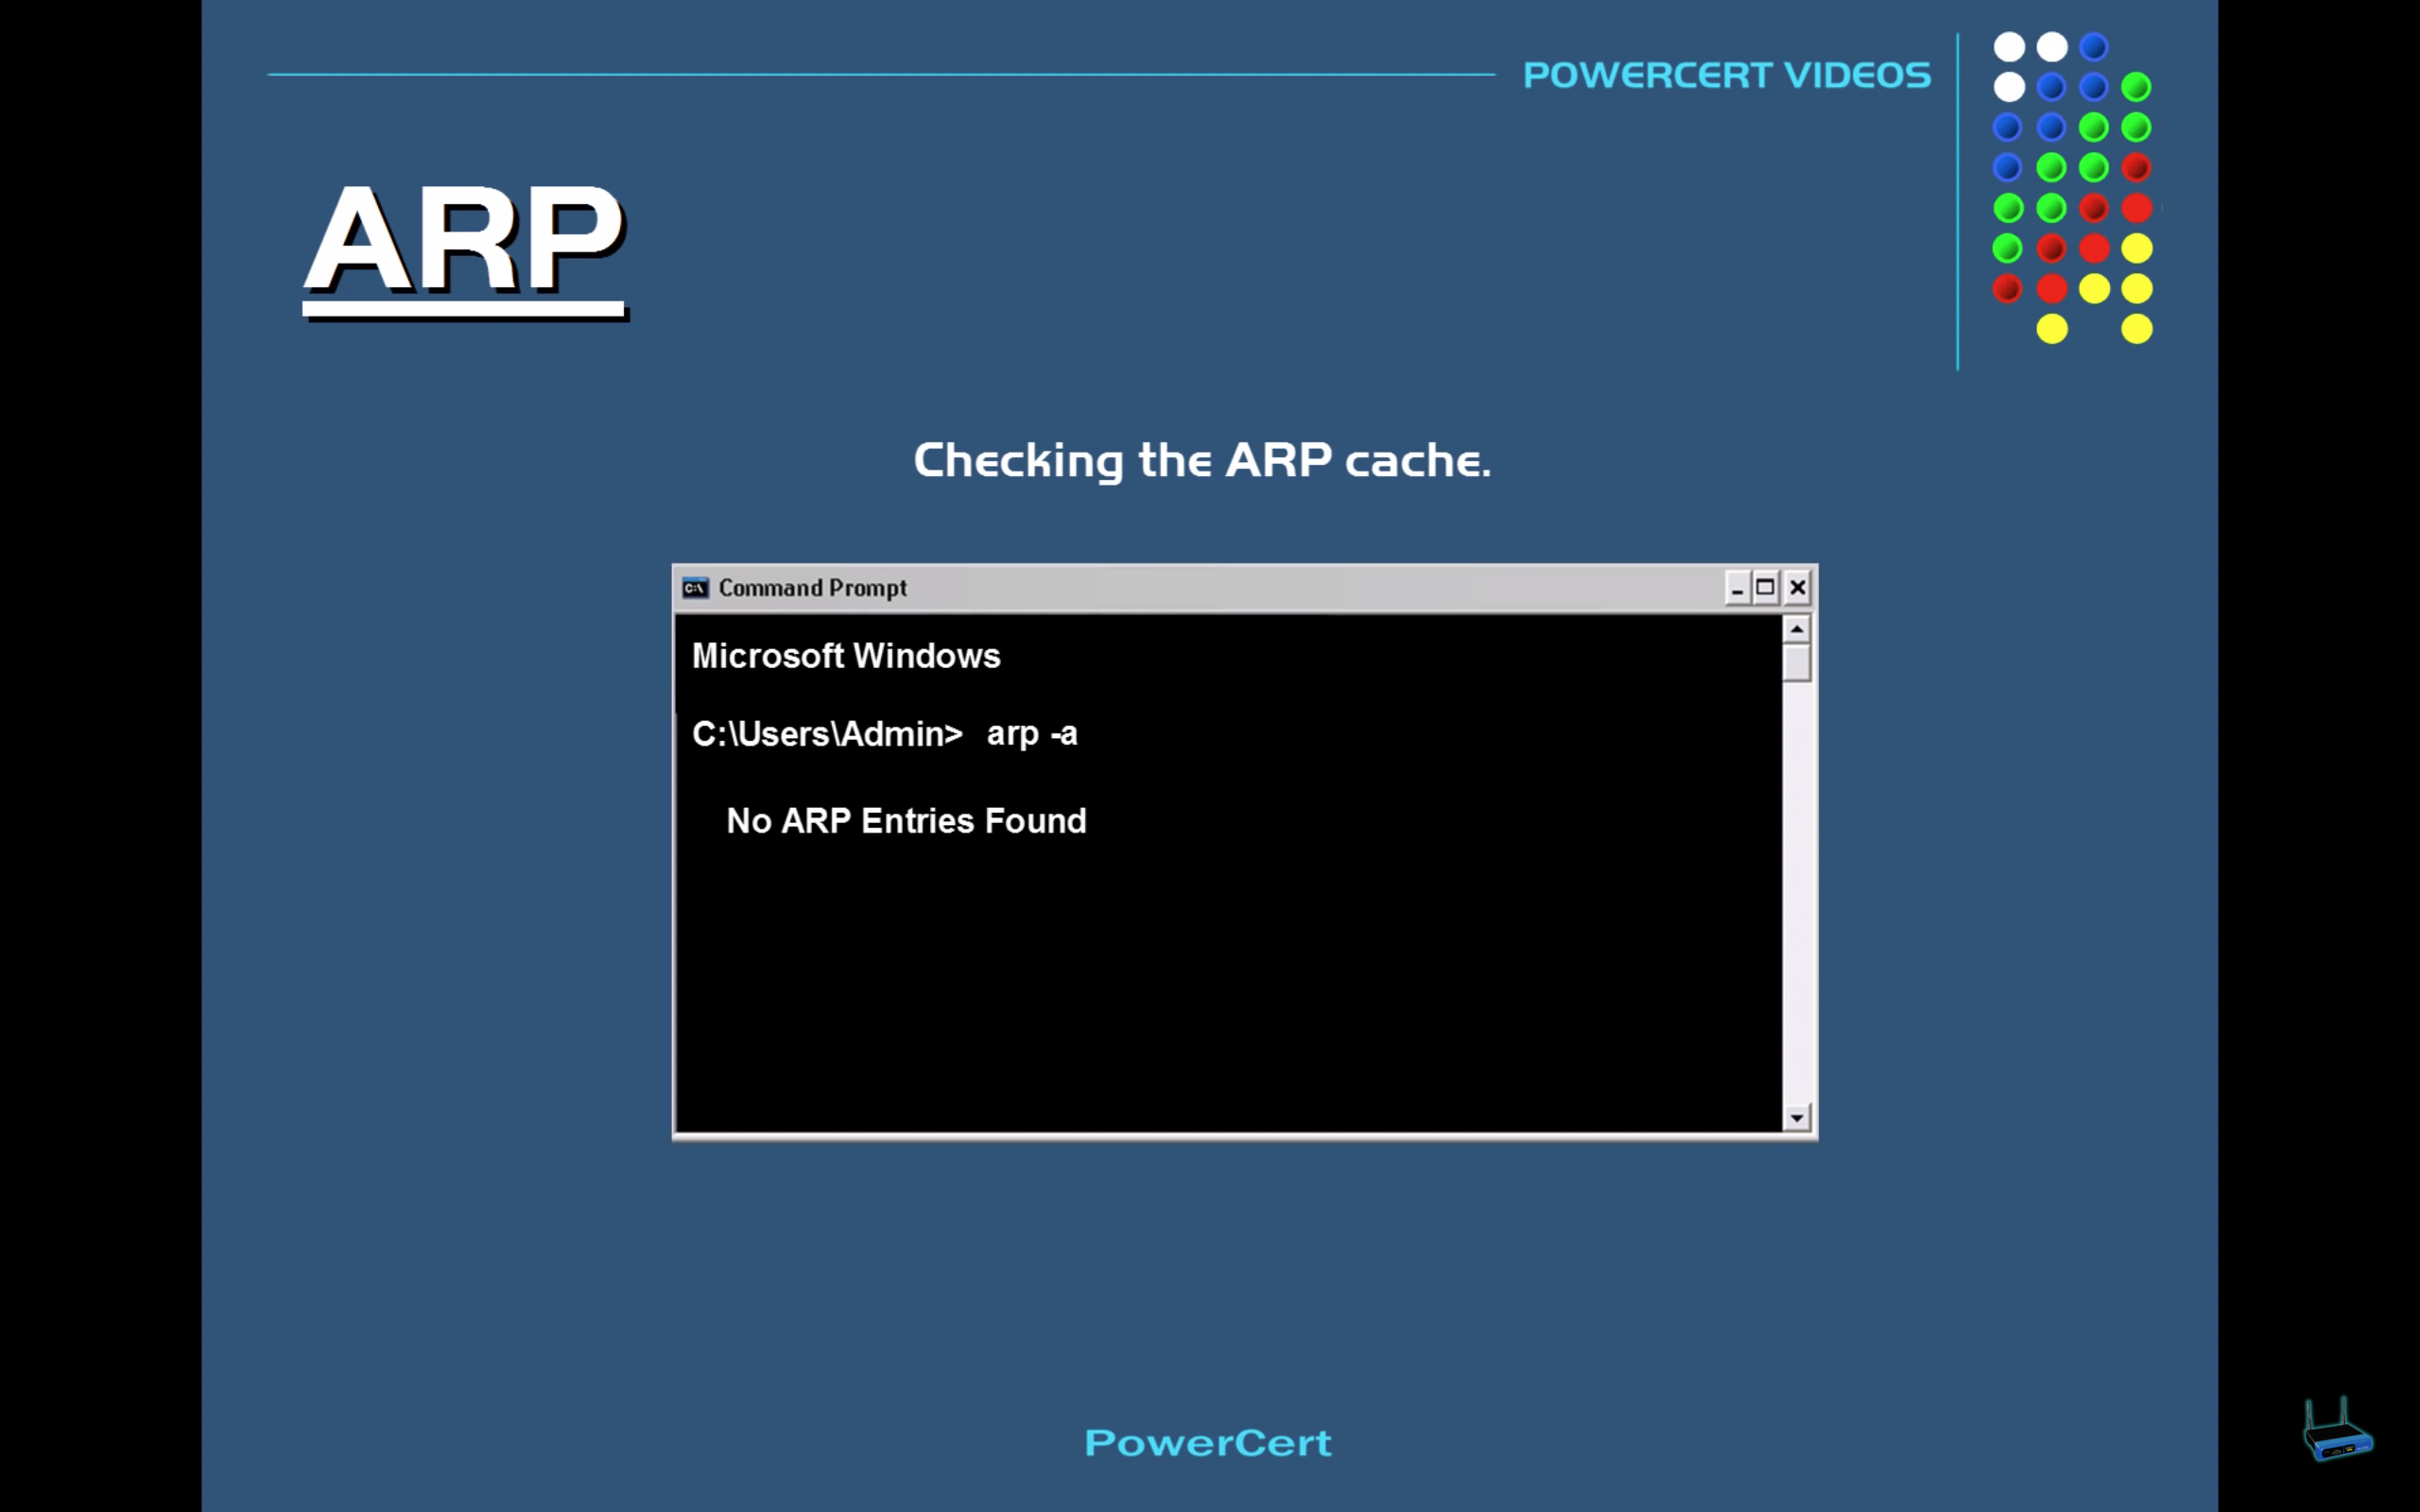 POWERCERT VIDEOS
ARP
Checking the ARP cache.
Command Prompt
Microsoft Windows
C:\Users\Admin> arp -a
No ARP Entries Found
PowerCert